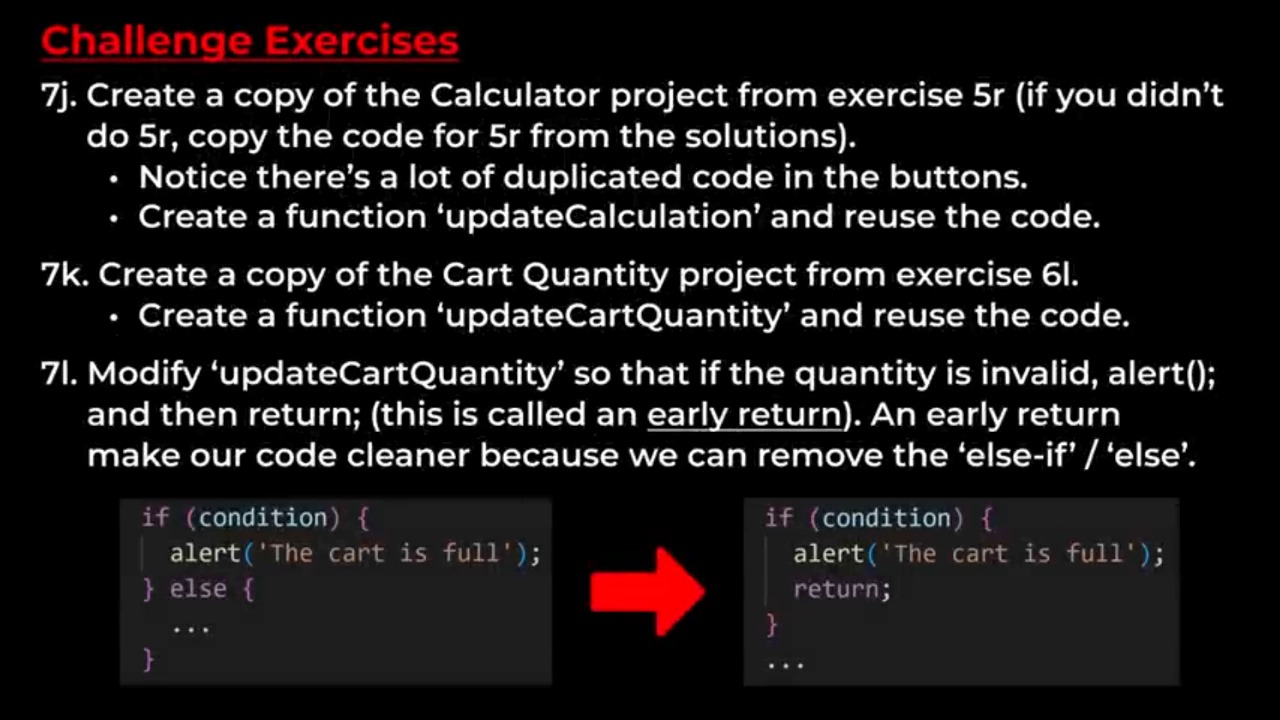 Challenge Exercises
7j. Create a copy of the Calculator project from exercise 5r (if you didn’t
do 5r, copy the code for 5r from the solutions).
• Notice there’s a lot of duplicated code in the buttons.
• Create a function ‘updateCalculation’ and reuse the code.
7k. Create a copy of the Cart Quantity project from exercise 6l.
• Create a function ‘updateCartQuantity’ and reuse the code.
7l. Modify ‘updateCartQuantity’ so that if the quantity is invalid, alert();
and then return; (this is called an early return). An early return
make our code cleaner because we can remove the ‘else-if’ / ‘else’.
if (condition) {
alert('The cart is full');
} else {
...
}
if (condition) {
alert('The cart is full');
return;
}
...